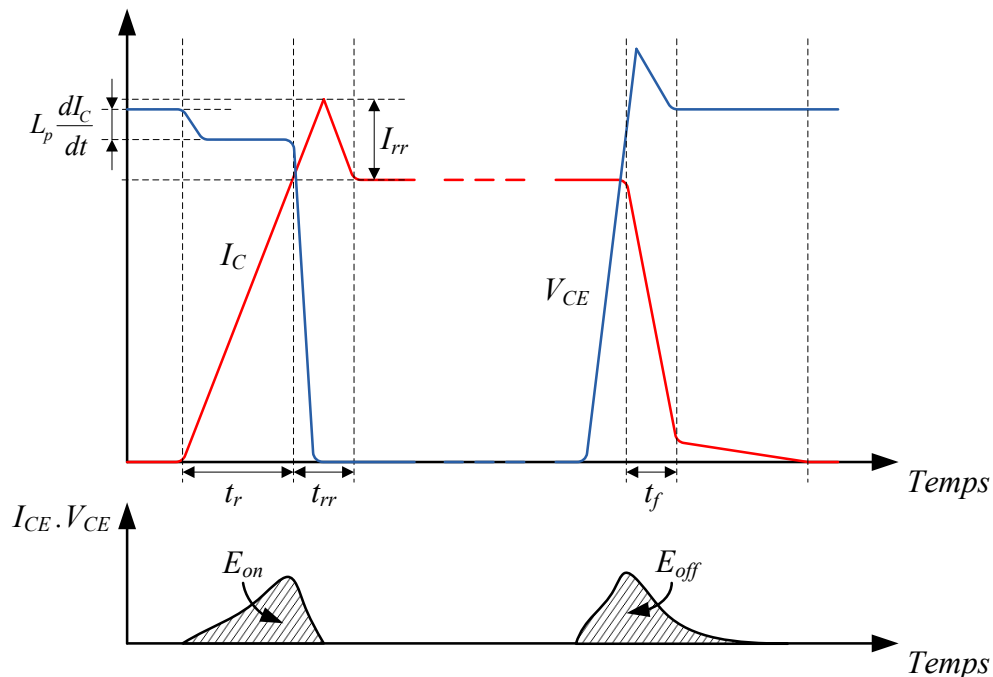 L_p dI_C/dt
I_rr
I_C
V_CE
t_r
t_rr
t_f
Temps
I_CE . V_CE
E_on
E_off
Temps